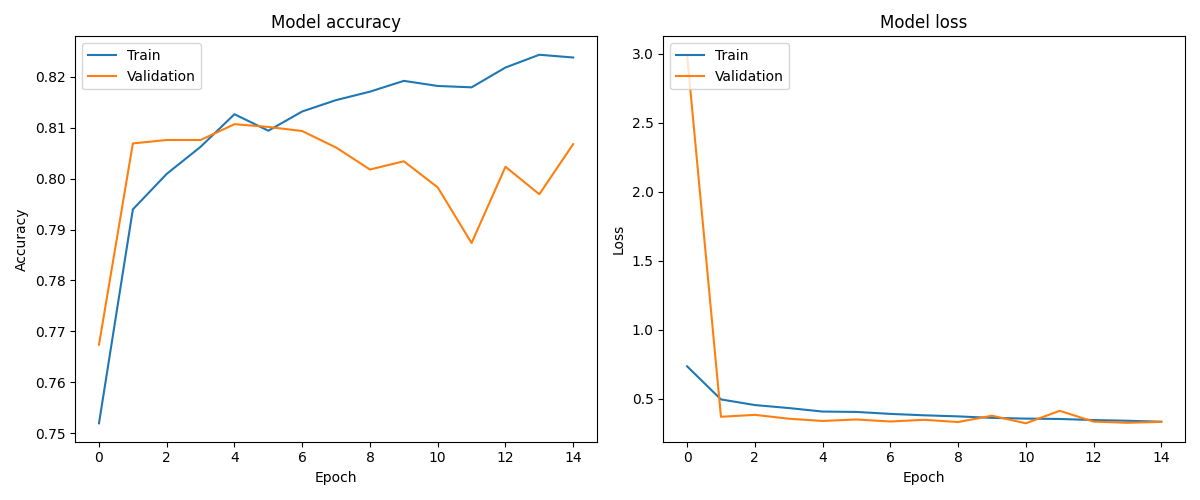 Model accuracy
Train
Validation
0.82
0.81
0.80
0.79
0.78
0.77
0.76
0.75
Accuracy
0 2 4 6 8 10 12 14
Epoch
Model loss
Train
Validation
3.0
2.5
2.0
1.5
1.0
0.5
Loss
0 2 4 6 8 10 12 14
Epoch